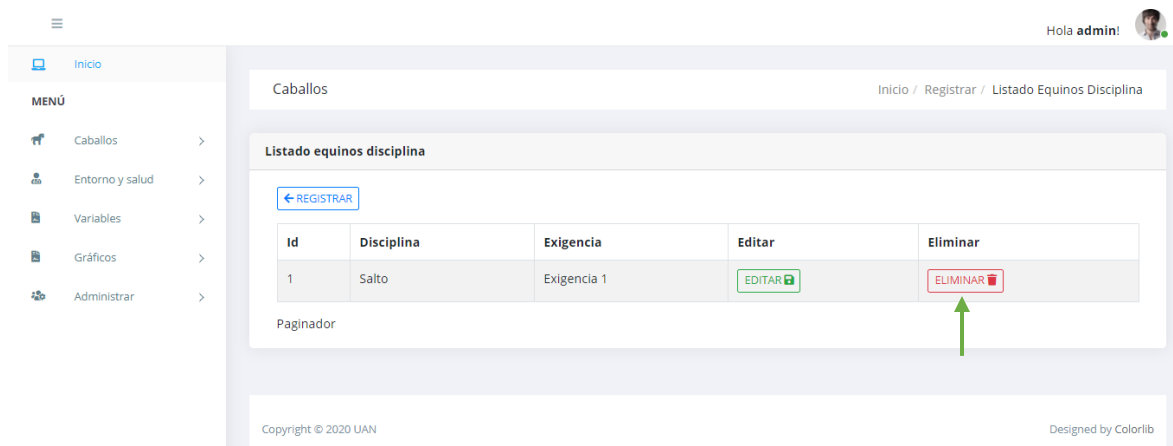 Hola admin!
Inicio
MENÚ
Caballos
Entorno y salud
Variables
Gráficos
Administrar
Caballos
Inicio / Registrar / Listado Equinos Disciplina
Listado equinos disciplina
REGISTRAR
Id Disciplina Exigencia Editar Eliminar
1 Salto Exigencia 1 EDITAR ELIMINAR
Paginador
Copyright © 2020 UAN
Designed by Colorlib